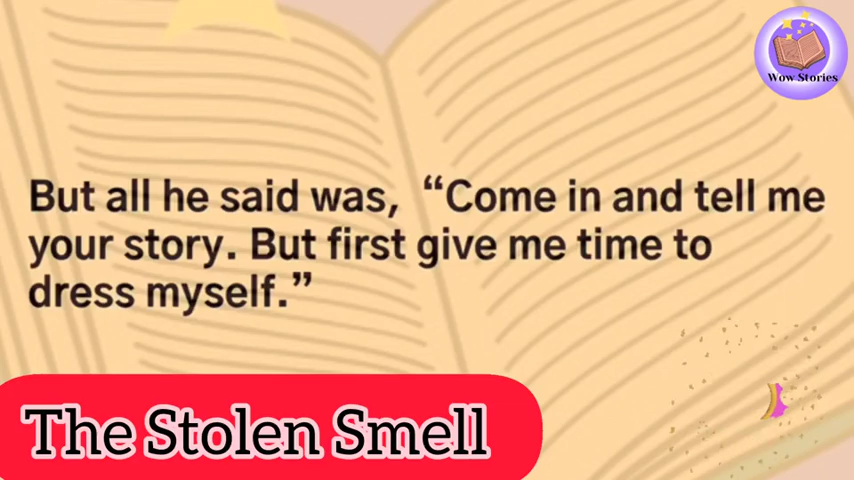 Wow Stories
But all he said was, “Come in and tell me
your story. But first give me time to
dress myself.”
The Stolen Smell